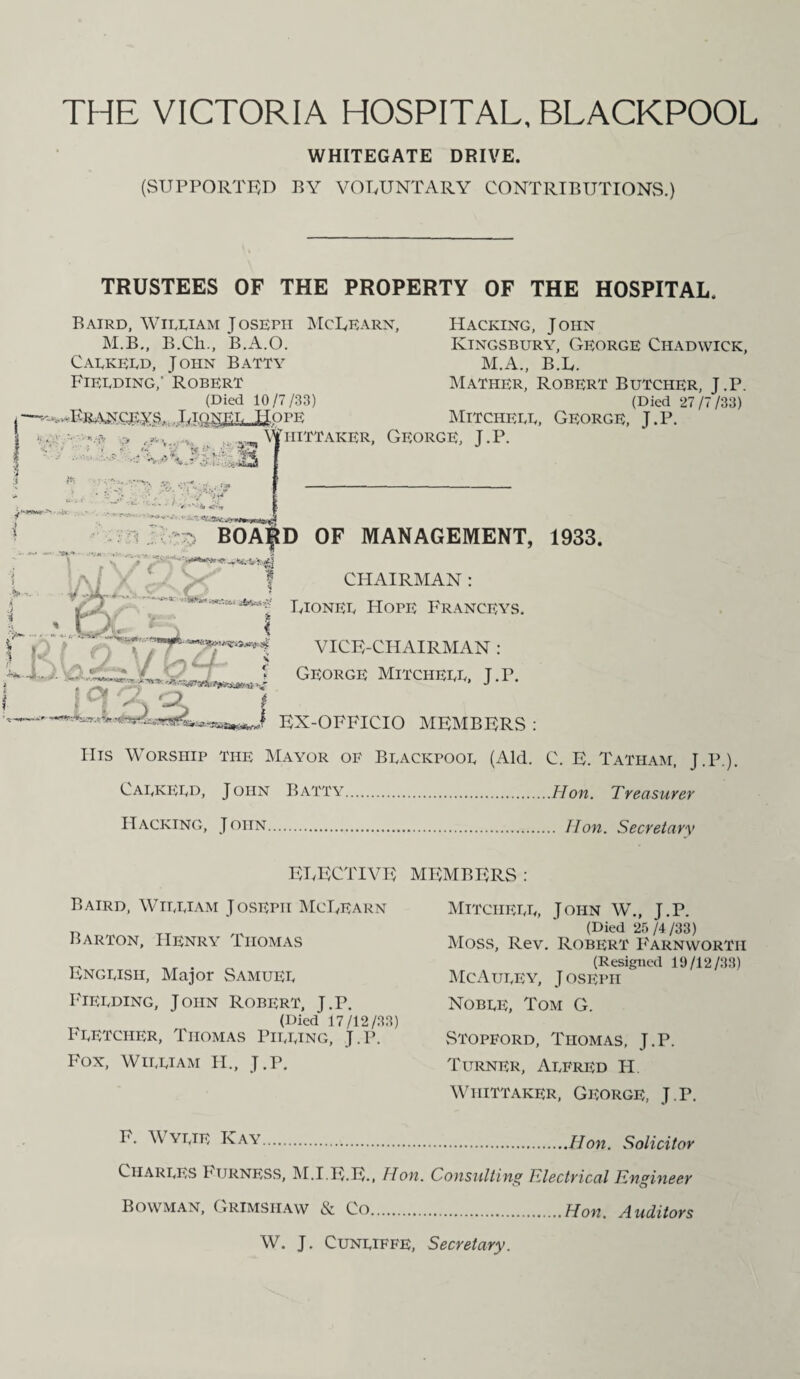 THE VICTORIA HOSPITAL, BLACKPOOL
WHITEGATE DRIVE.
(SUPPORTED BY VOLUNTARY CONTRIBUTIONS.)
TRUSTEES OF THE PROPERTY OF THE HOSPITAL.
Baird, William Joseph McLearn,
M.B., B.Ch., B.A.O.
Calkeld, John Batty
Fielding, Robert
(Died 10/7/33)
Franceys, Lionel Hope
Hacking, John
Kingsbury, George Chadwick,
M.A., B.L.
Mather, Robert Butcher, J.P.
(Died 27/7/33)
Mitchell, George, J.P.
Whittaker, George, J.P.
BOARD OF MANAGEMENT, 1933.
CHAIRMAN :
Lionel Hope Franceys.
VICE-CHAIRMAN :
George Mitchell, J.P.
EX-OFFICIO MEMBERS :
His Worship the Mayor of Blackpool (Ald. C. E. Tatham, J.P.).
Calkeld, John Batty..........Hon. Treasurer
Hacking, John.......... Hon. Secretary
ELECTIVE MEMBERS :
Baird, William Joseph McLearn
Barton, Henry Thomas
English, Major Samuel
Fielding, John Robert, J.P.
(Died 17/12/33)
Fletcher, Thomas Pilling, J.P.
Fox, William H., J.P.
Mitchell, John W., J.P.
(Died 25/4/33)
Moss, Rev. Robert Farnworth
(Resigned 19/12/33)
McAuley, Joseph
Noble, Tom G.
Stopford, Thomas, J.P.
Turner, Alfred H.
Whittaker, George, J.P.
F. Wylie Kay..........Hon. Solicitor
Charles Furness, M.I.E.E., Hon. Consulting Electrical Engineer
Bowman, Grimshaw & Co..........Hon. Auditors
W. J. Cunliffe, Secretary.